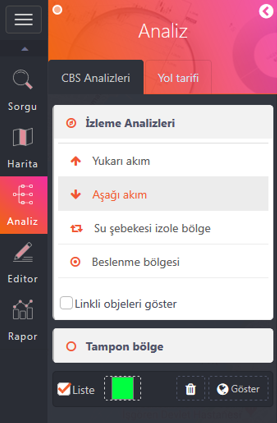 Analiz
Sorgu
Harita
Analiz
Editor
Rapor
CBS Analizleri
Yol tarifi
İzleme Analizleri
Yukarı akım
Aşağı akım
Su şebekesi izole bölge
Beslenme bölgesi
Linkli objeleri göster
Tampon bölge
Liste
Göster